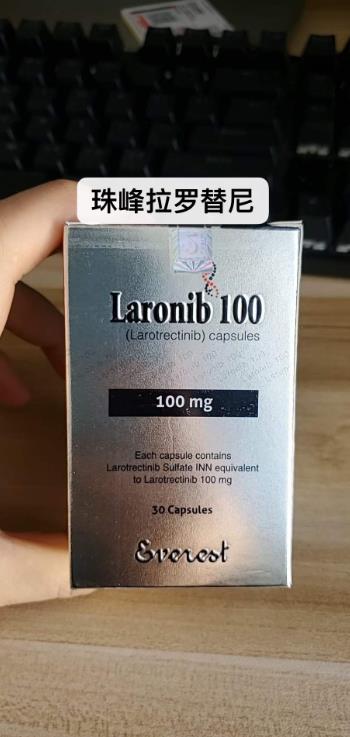 珠峰拉罗替尼
Laronib 100
(Larotrectinib) capsules
100 mg
Each capsule contains
Larotrectinib Sulfate INN equivalent
to Larotrectinib 100 mg
30 Capsules
Everest